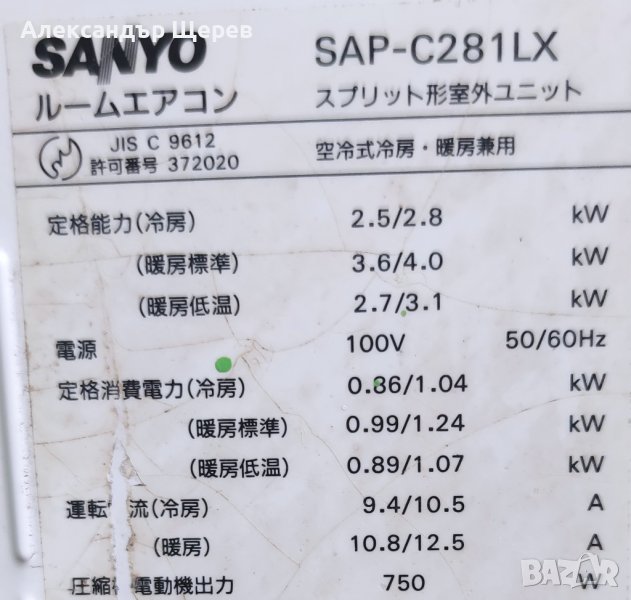 Александър Щерев
SANYO SAP-C281LX
ルームエアコン スプリット形室外ユニット
JIS C 9612
許可番号 372020 空冷式冷房・暖房兼用
定格能力(冷房) 2.5/2.8 kW
(暖房標準) 3.6/4.0 kW
(暖房低温) 2.7/3.1 kW
電源 100V 50/60Hz
定格消費電力(冷房) 0.86/1.04 kW
(暖房標準) 0.99/1.24 kW
(暖房低温) 0.89/1.07 kW
運転 流(冷房) 9.4/10.5 A
(暖房) 10.8/12.5 A
圧縮 電動機出力 750 W
BAZAR